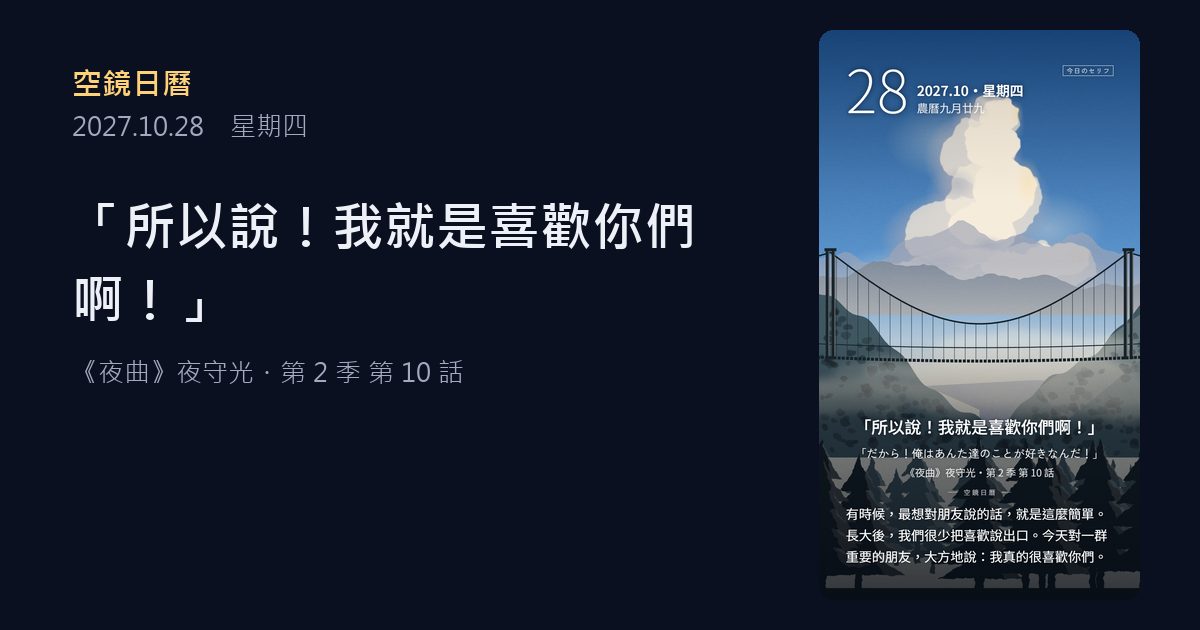 空鏡日曆
2027.10.28 星期四
「所以說！我就是喜歡你們
啊！」
《夜曲》夜守光・第 2 季 第 10 話
28
2027.10・星期四
農曆九月廿九
今日のセリフ
「所以說！我就是喜歡你們啊！」
「だから！俺はあんた達のことが好きなんだ！」
《夜曲》夜守光・第 2 季 第 10 話
空鏡日曆
有時候，最想對朋友說的話，就是這麼簡單。
長大後，我們很少把喜歡說出口。今天對一群
重要的朋友，大方地說：我真的很喜歡你們。